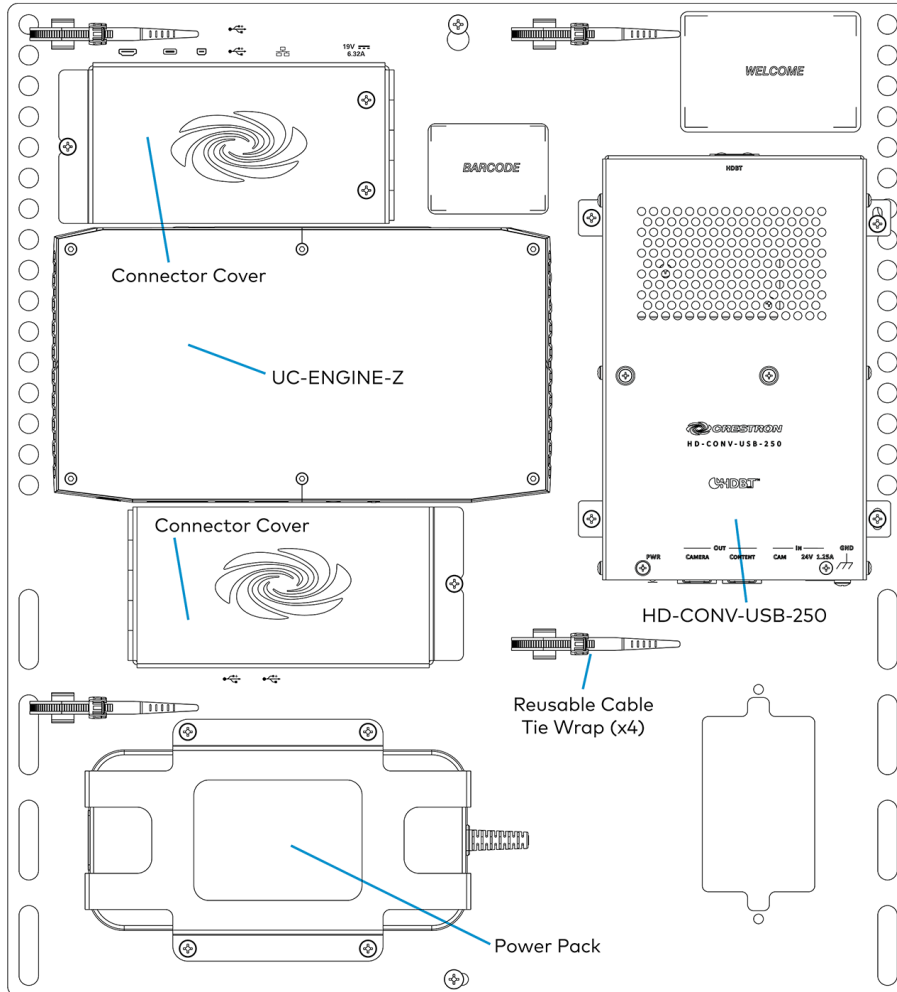 19V
6.32A
WELCOME
BARCODE
HDBT
Connector Cover
UC-ENGINE-Z
CRESTRON
HD-CONV-USB-250
HDBT™
Connector Cover
OUT IN GND
PWR CAMERA CONTENT CAM 24V 1.25A
HD-CONV-USB-250
Reusable Cable
Tie Wrap (x4)
Power Pack